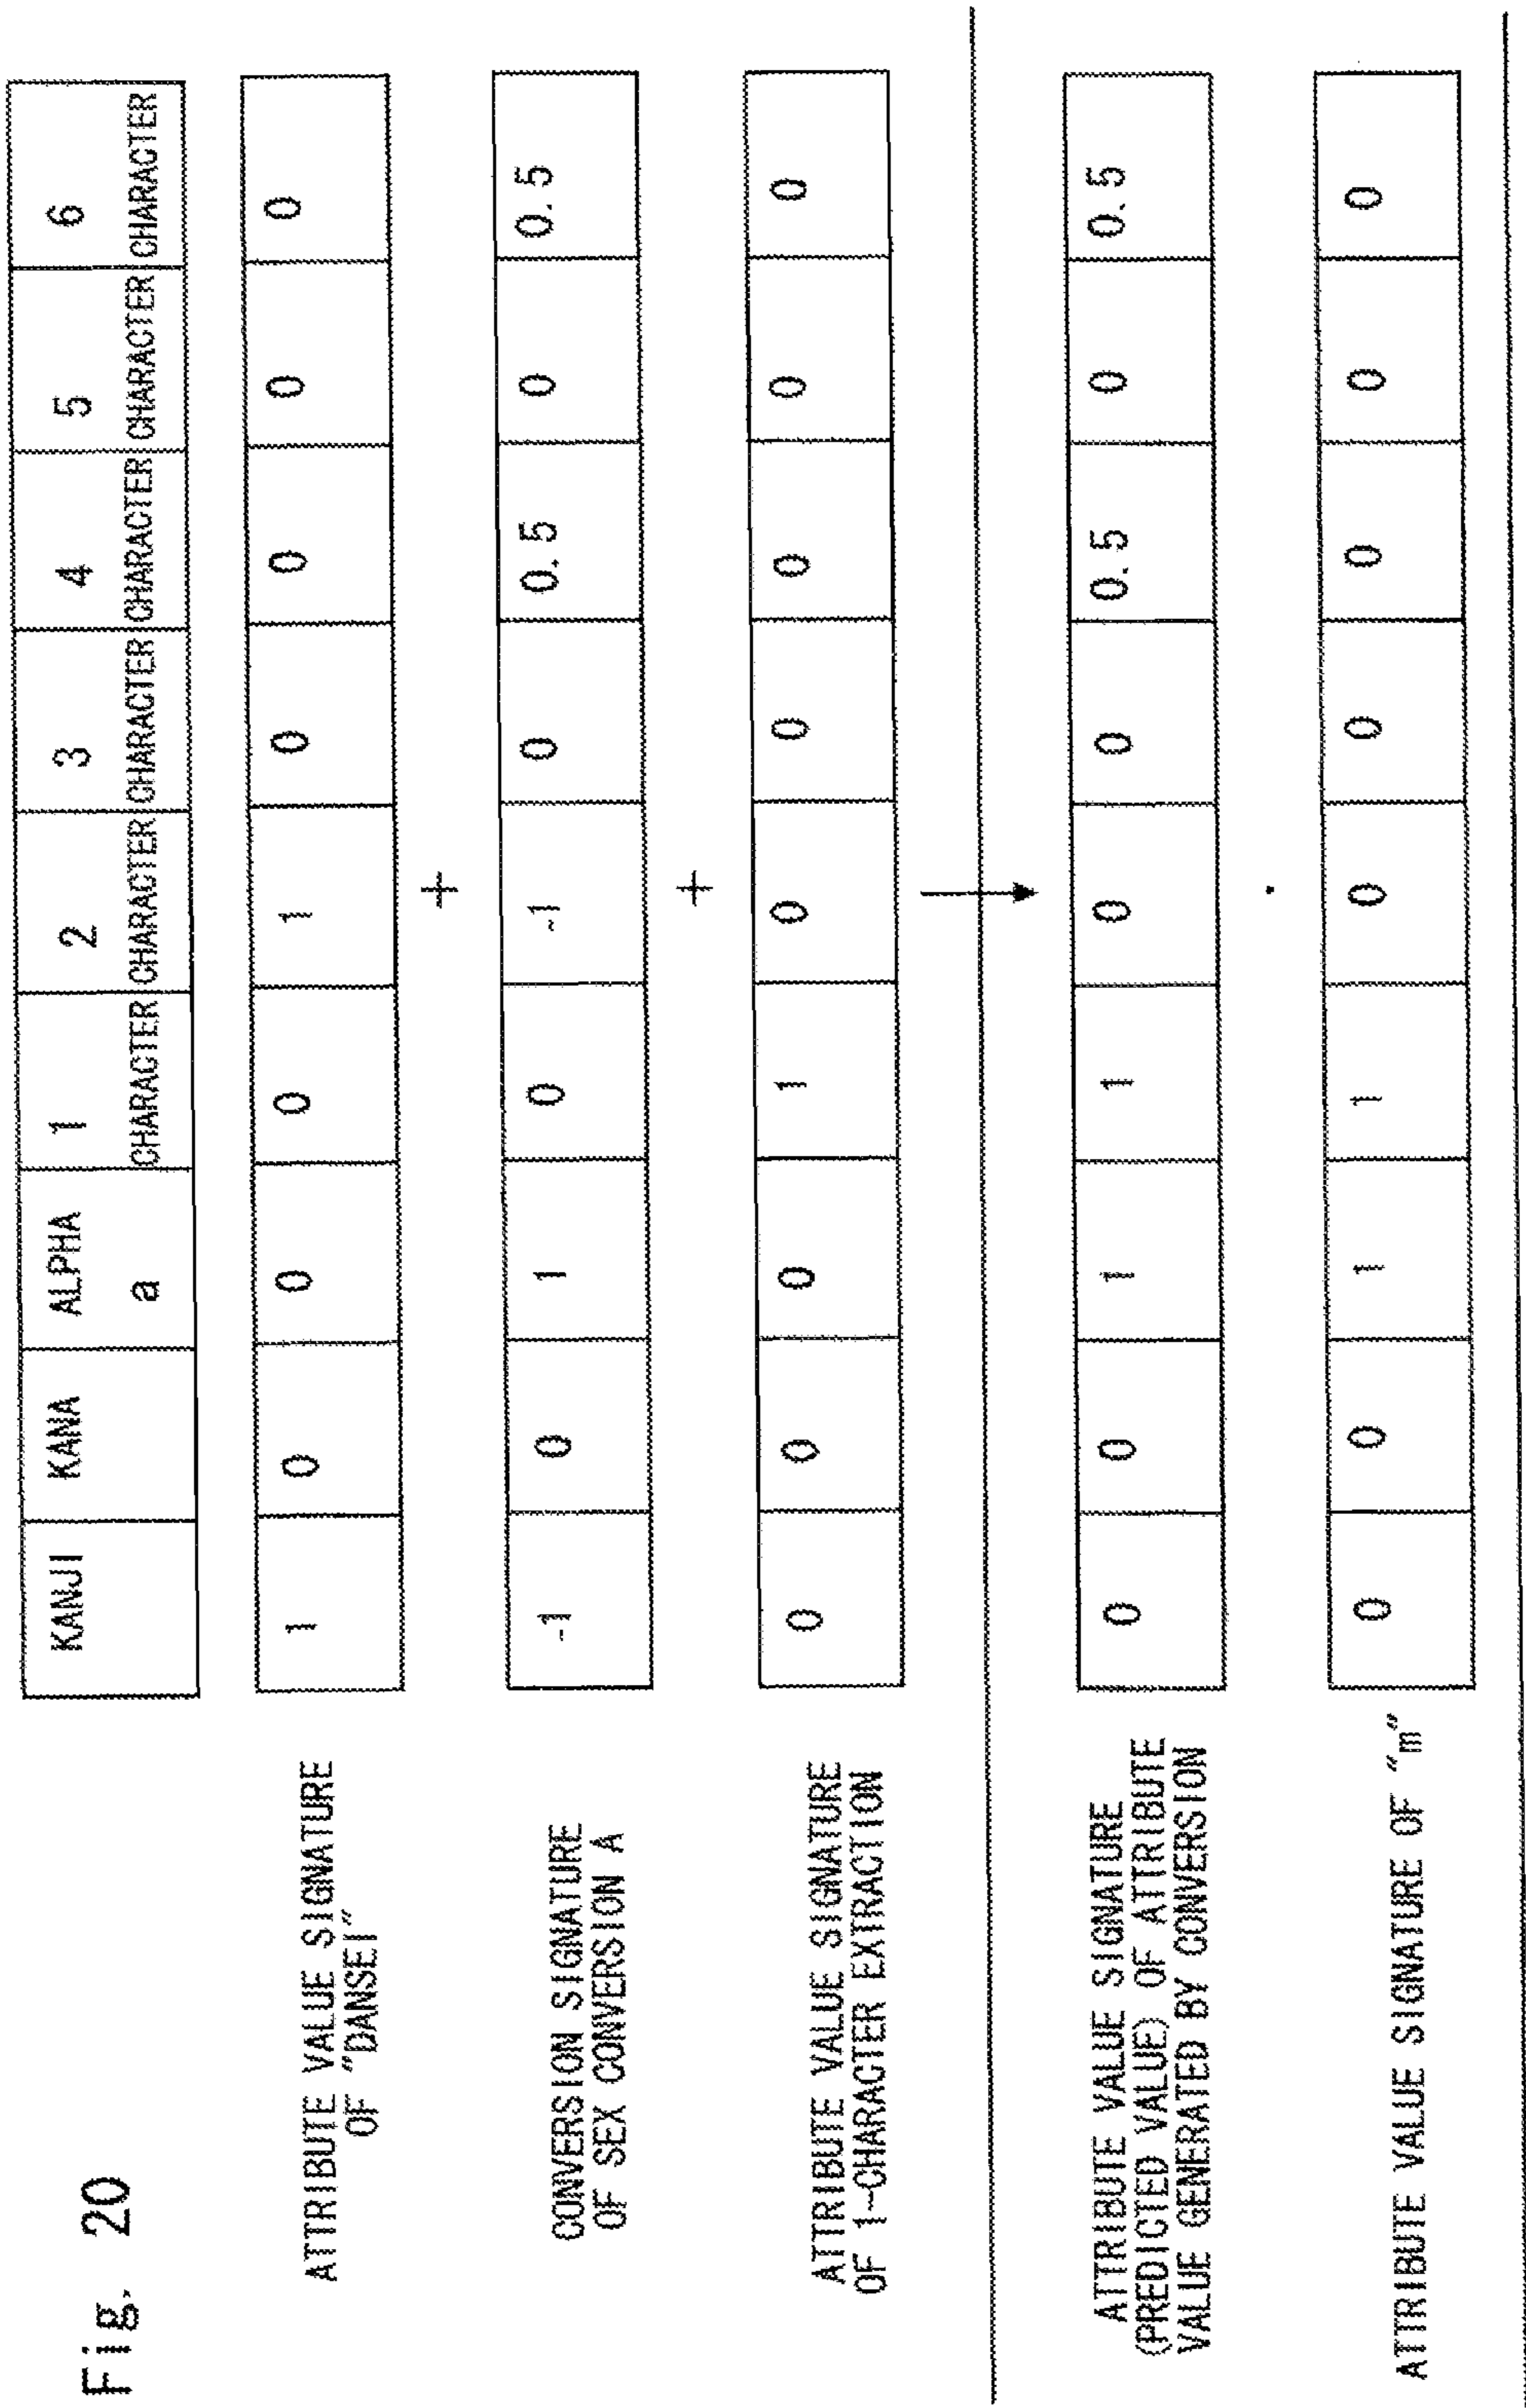 Fig. 20
KANJI KANA ALPHA 1 2 3 4 5 6
a CHARACTER CHARACTER CHARACTER CHARACTER CHARACTER CHARACTER
ATTRIBUTE VALUE SIGNATURE
OF "DANSEI"
1 0 0 0 1 0 0 0 0
+
CONVERSION SIGNATURE
OF SEX CONVERSION A
-1 0 1 0 -1 0 0.5 0 0.5
+
ATTRIBUTE VALUE SIGNATURE
OF 1-CHARACTER EXTRACTION
0 0 0 1 0 0 0 0 0
ATTRIBUTE VALUE SIGNATURE
(PREDICTED VALUE) OF ATTRIBUTE
VALUE GENERATED BY CONVERSION
0 0 1 1 0 0 0.5 0 0.5
·
ATTRIBUTE VALUE SIGNATURE OF "m"
0 0 1 1 0 0 0 0 0